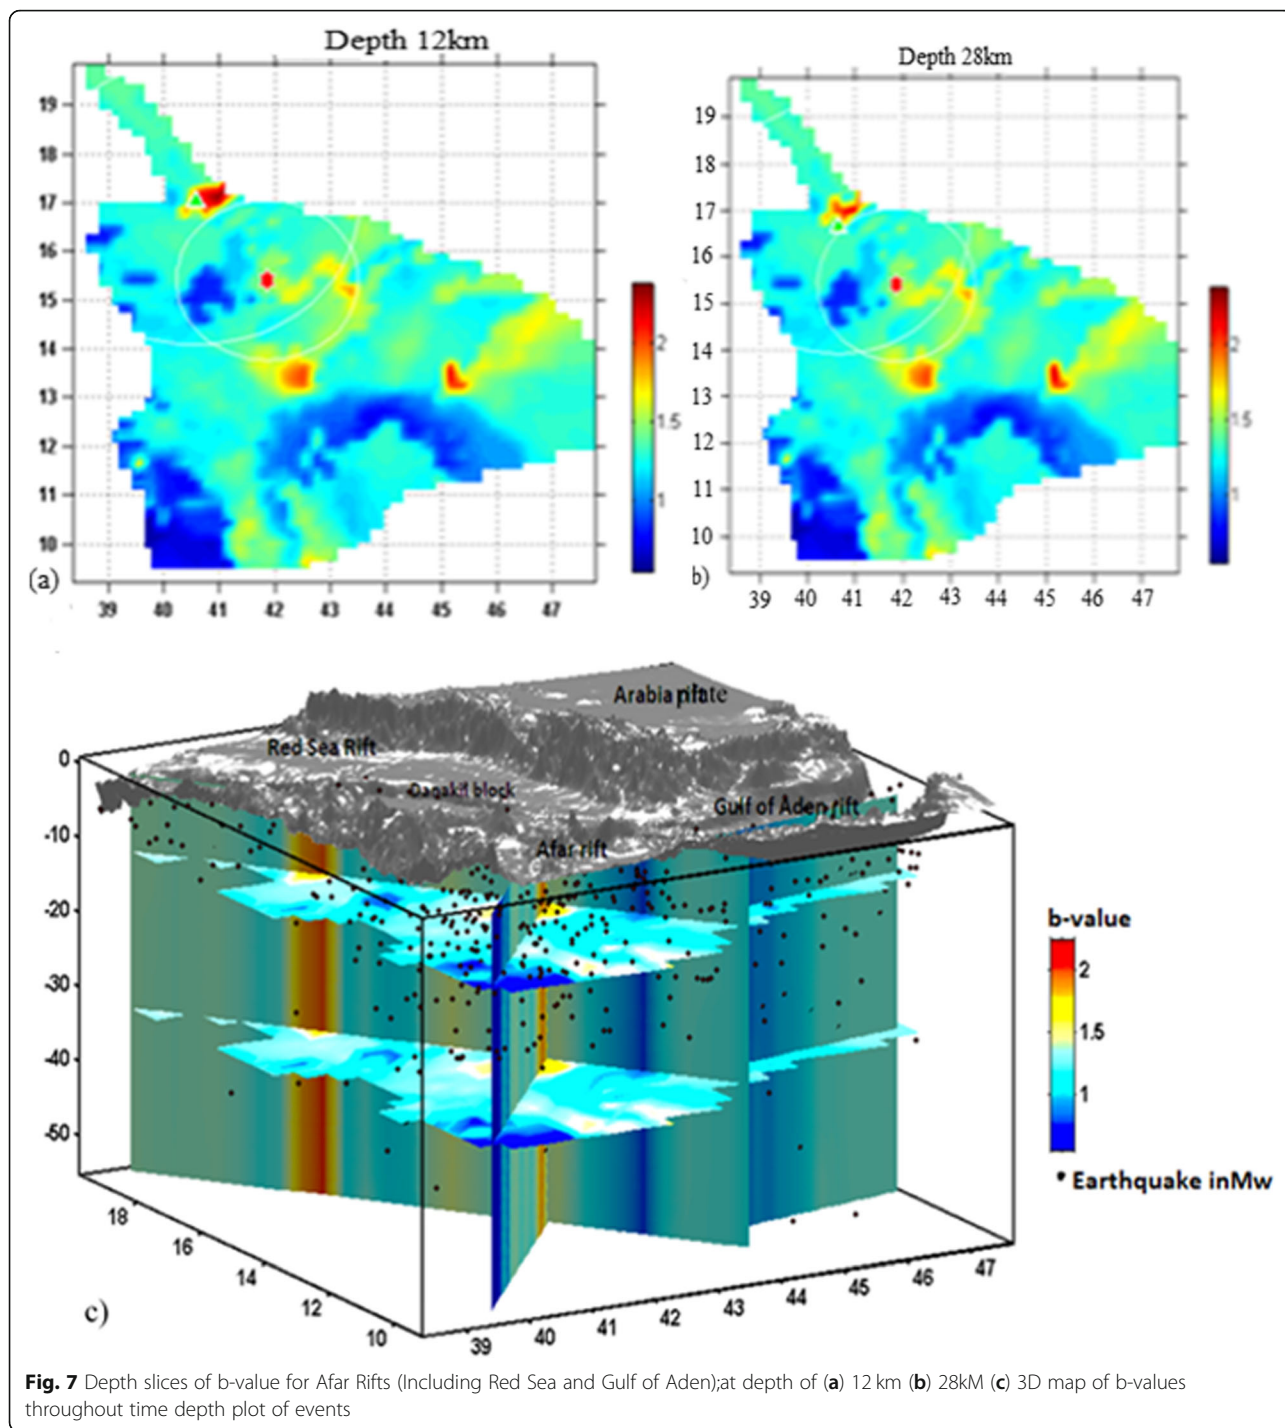 Depth 12km
19
18
17
16
15
14
13
12
11
10
(a)
39 40 41 42 43 44 45 46 47
2
1.5
1
Depth 28km
19
18
17
16
15
14
13
12
11
10
b)
39 40 41 42 43 44 45 46 47
2
1.5
1
Arabia plate
Red Sea Rift
Danakil block
Gulf of Aden rift
Afar rift
0
-10
-20
-30
-40
-50
18
16
14
12
10
39 40 41 42 43 44 45 46 47
c)
b-value
2
1.5
1
Earthquake inMw
Fig. 7 Depth slices of b-value for Afar Rifts (Including Red Sea and Gulf of Aden);at depth of (a) 12 km (b) 28kM (c) 3D map of b-values
throughout time depth plot of events